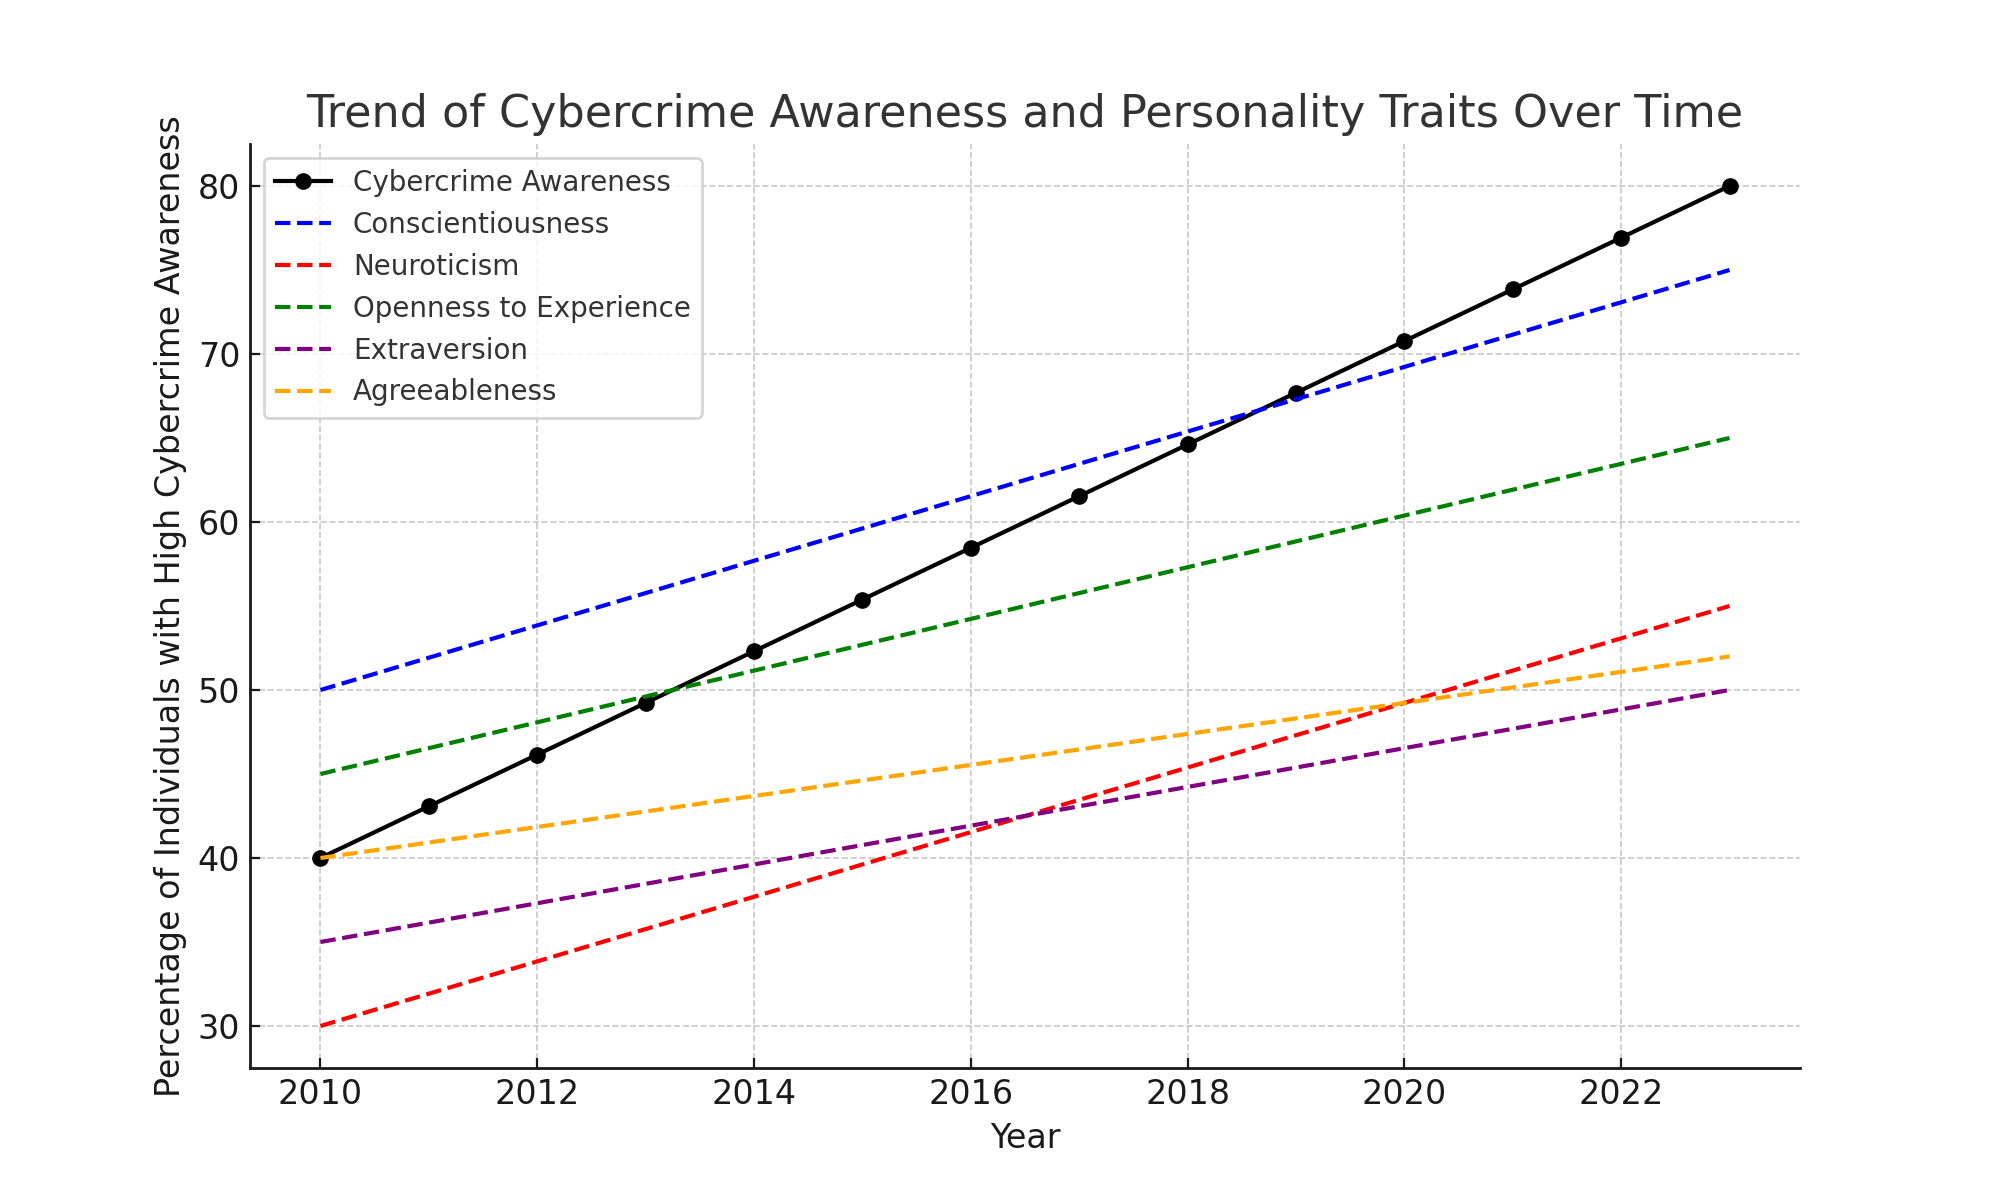 Trend of Cybercrime Awareness and Personality Traits Over Time
Percentage of Individuals with High Cybercrime Awareness
80
70
60
50
40
30
Cybercrime Awareness
Conscientiousness
Neuroticism
Openness to Experience
Extraversion
Agreeableness
2010 2012 2014 2016 2018 2020 2022
Year